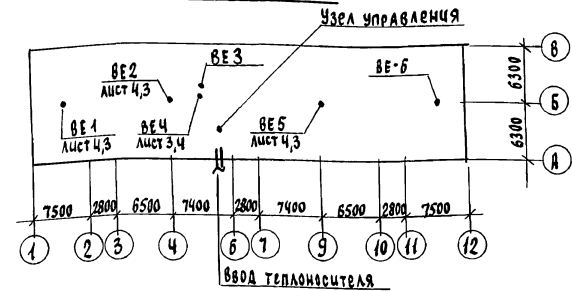 Узел управления
ВЕ3
ВЕ2
лист 4,3
ВЕ-6
ВЕ1
лист 4,3
ВЕ4
лист 3,4
ВЕ5
лист 4,3
В
Б
А
6300
6300
7500 2800 6500 7400 2800 7400 6500 2800 7500
1 2 3 4 6 7 9 10 11 12
Ввод теплоносителя